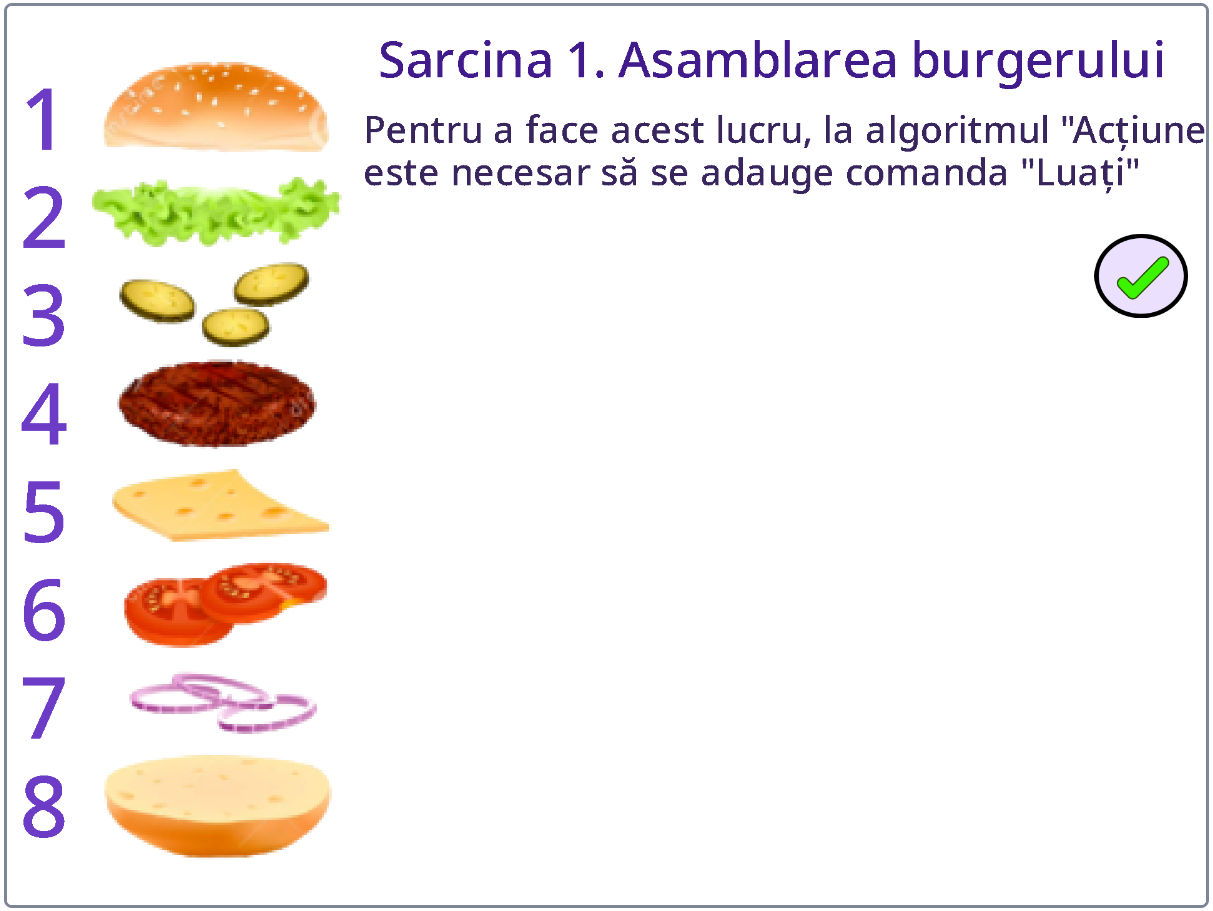 Sarcina 1. Asamblarea burgerului
Pentru a face acest lucru, la algoritmul "Acțiune
este necesar să se adauge comanda "Luați"
1
2
3
4
5
6
7
8